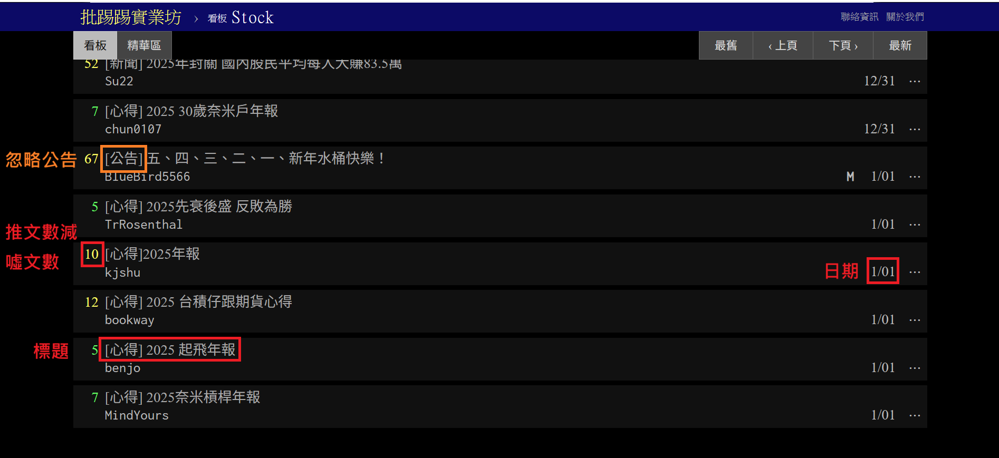 批踢踢實業坊 › 看板 Stock 聯絡資訊 關於我們
看板 精華區 最舊 ‹ 上頁 下頁 › 最新
52 [新聞] 2025年封關 國內股民平均每人大賺83.5萬
Su22 12/31 ⋯
7 [心得] 2025 30歲奈米戶年報
chun0107 12/31 ⋯
忽略公告 67 [公告] 五、四、三、二、一、新年水桶快樂！
BlueBird5566 M 1/01 ⋯
5 [心得] 2025先衰後盛 反敗為勝
TrRosenthal 1/01 ⋯
推文數減
噓文數
10 [心得]2025年報
kjshu 日期 1/01 ⋯
12 [心得] 2025 台積仔跟期貨心得
bookway 1/01 ⋯
標題 5 [心得] 2025 起飛年報
benjo 1/01 ⋯
7 [心得] 2025奈米槓桿年報
MindYours 1/01 ⋯